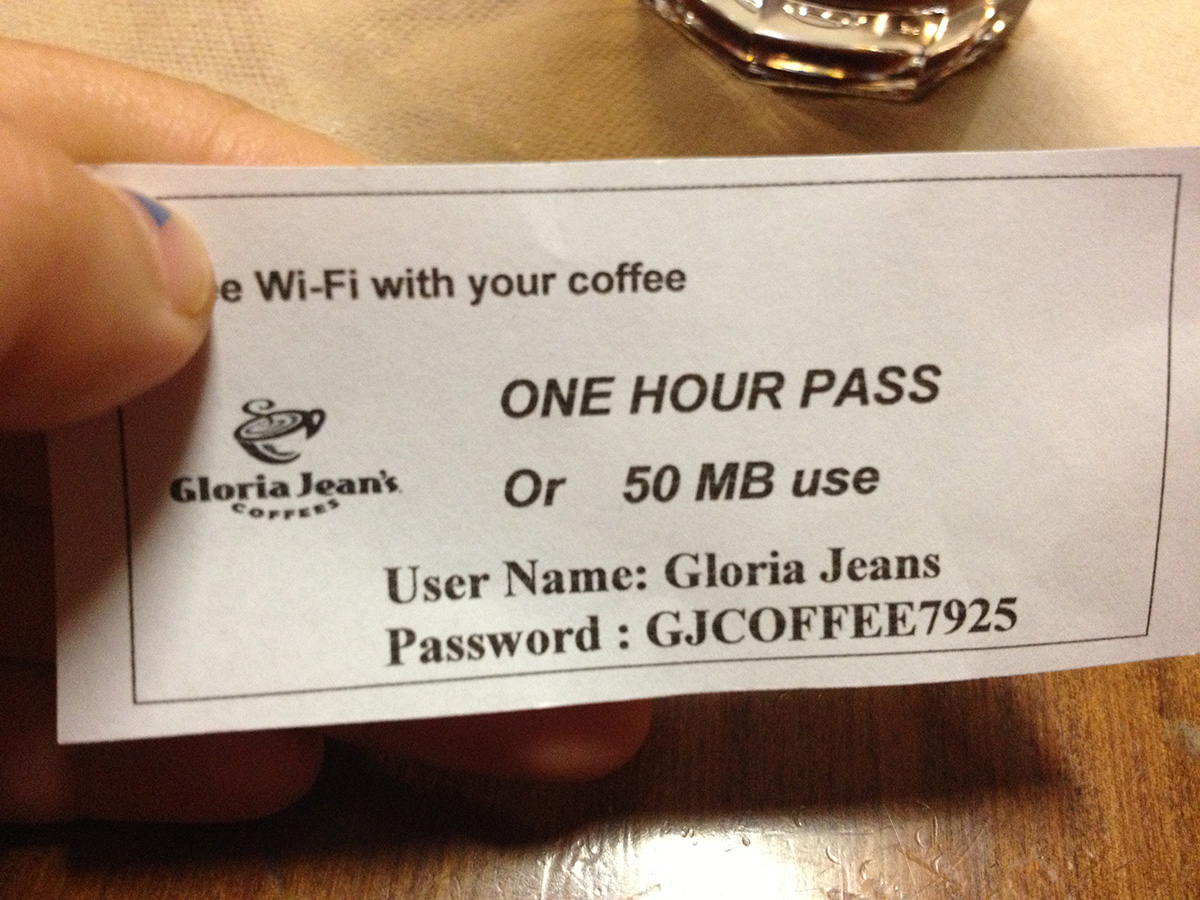 e Wi-Fi with your coffee
ONE HOUR PASS
Or 50 MB use
Gloria Jean's
COFFEES
User Name: Gloria Jeans
Password : GJCOFFEE7925